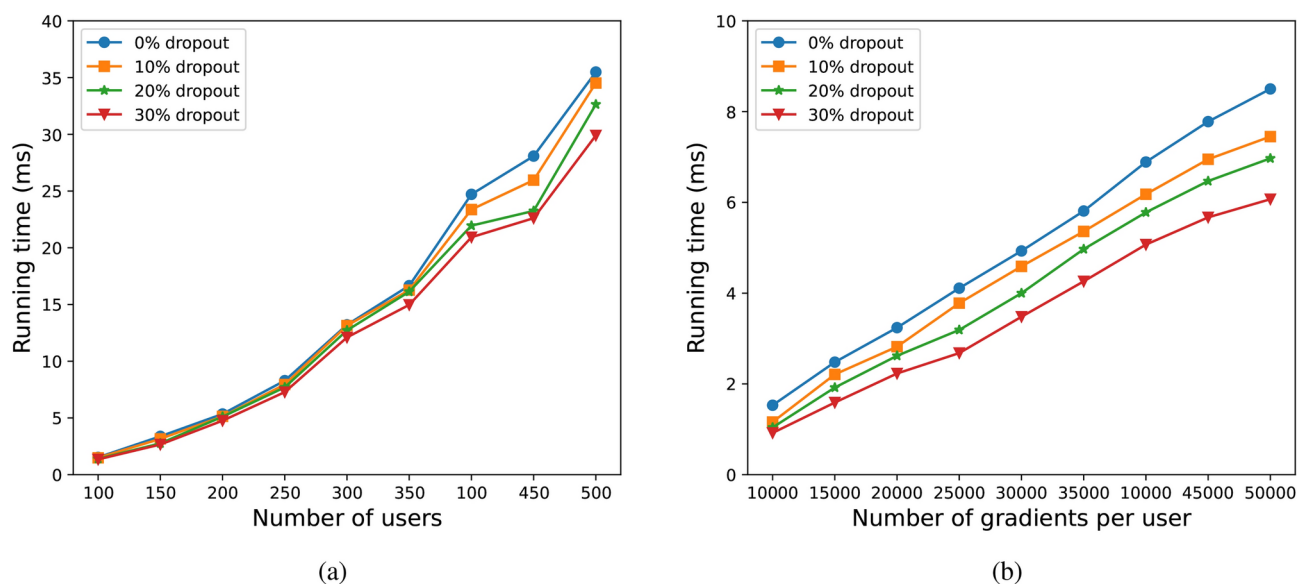 40
35
30
25
20
15
10
5
0
Running time (ms)
0% dropout
10% dropout
20% dropout
30% dropout
100 150 200 250 300 350 100 450 500
Number of users
(a)
10
8
6
4
2
0
Running time (ms)
0% dropout
10% dropout
20% dropout
30% dropout
10000 15000 20000 25000 30000 35000 10000 45000 50000
Number of gradients per user
(b)